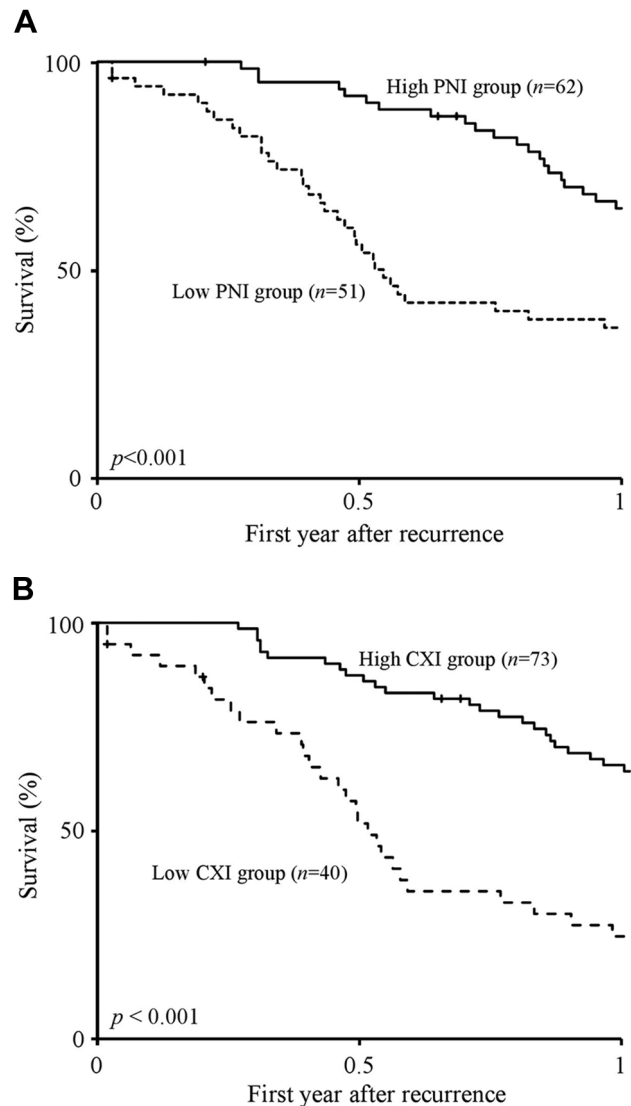 A
100
High PNI group (n=62)
Survival (%)
50
Low PNI group (n=51)
p<0.001
0
0 0.5 1
First year after recurrence
B
100
High CXI group (n=73)
Survival (%)
50
Low CXI group (n=40)
p < 0.001
0
0 0.5 1
First year after recurrence